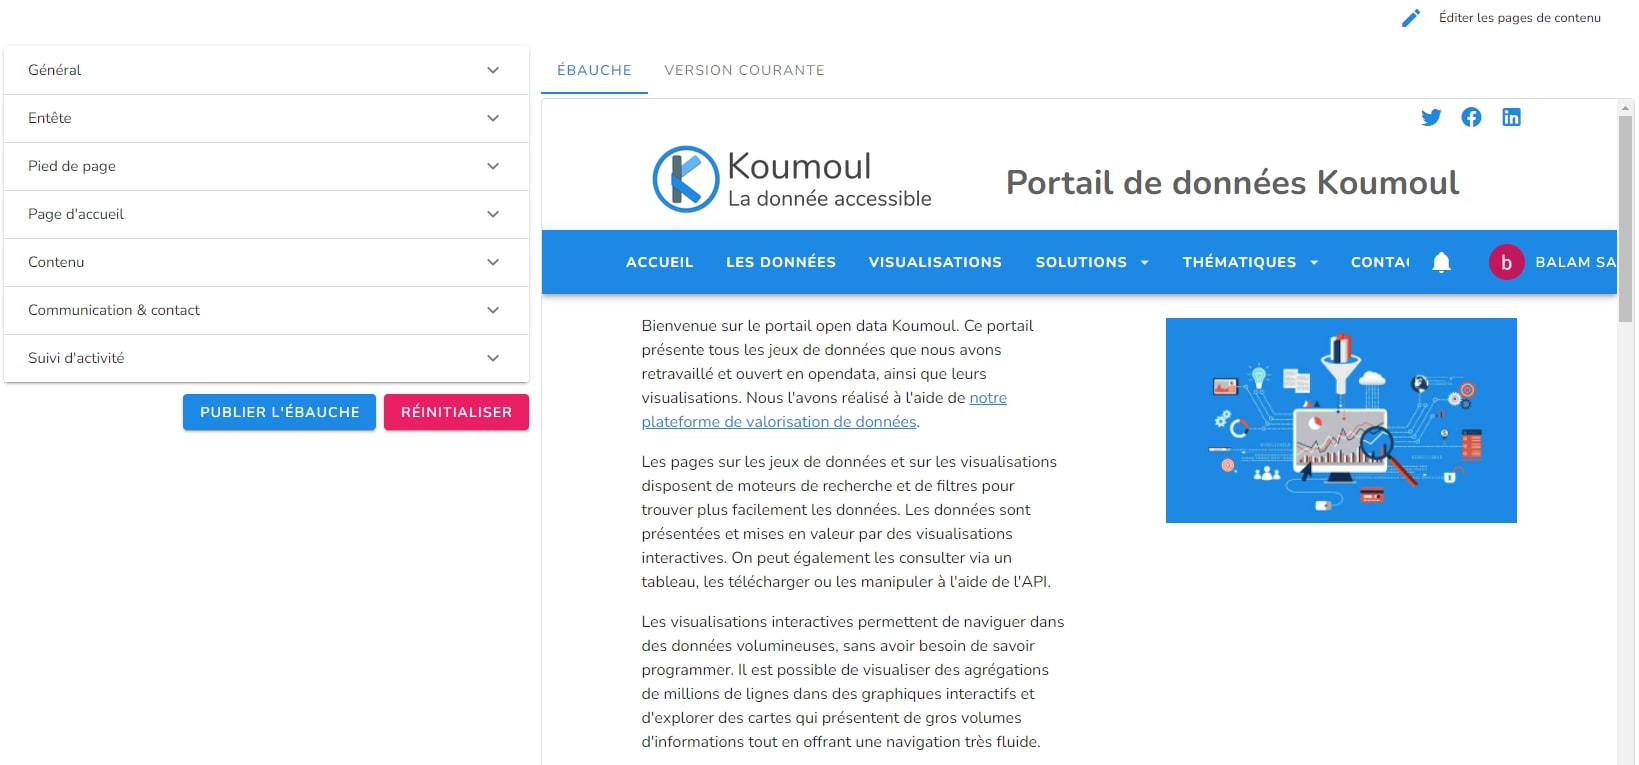 Éditer les pages de contenu
Général
Entête
Pied de page
Page d'accueil
Contenu
Communication & contact
Suivi d'activité
PUBLIER L'ÉBAUCHE
RÉINITIALISER
ÉBAUCHE
VERSION COURANTE
Koumoul
La donnée accessible
Portail de données Koumoul
ACCUEIL
LES DONNÉES
VISUALISATIONS
SOLUTIONS
THÉMATIQUES
CONTAC
b
BALAM SA
Bienvenue sur le portail open data Koumoul. Ce portail
présente tous les jeux de données que nous avons
retravaillé et ouvert en opendata, ainsi que leurs
visualisations. Nous l'avons réalisé à l'aide de notre
plateforme de valorisation de données.
Les pages sur les jeux de données et sur les visualisations
disposent de moteurs de recherche et de filtres pour
trouver plus facilement les données. Les données sont
présentées et mises en valeur par des visualisations
interactives. On peut également les consulter via un
tableau, les télécharger ou les manipuler à l'aide de l'API.
Les visualisations interactives permettent de naviguer dans
des données volumineuses, sans avoir besoin de savoir
programmer. Il est possible de visualiser des agrégations
de millions de lignes dans des graphiques interactifs et
d'explorer des cartes qui présentent de gros volumes
d'informations tout en offrant une navigation très fluide.